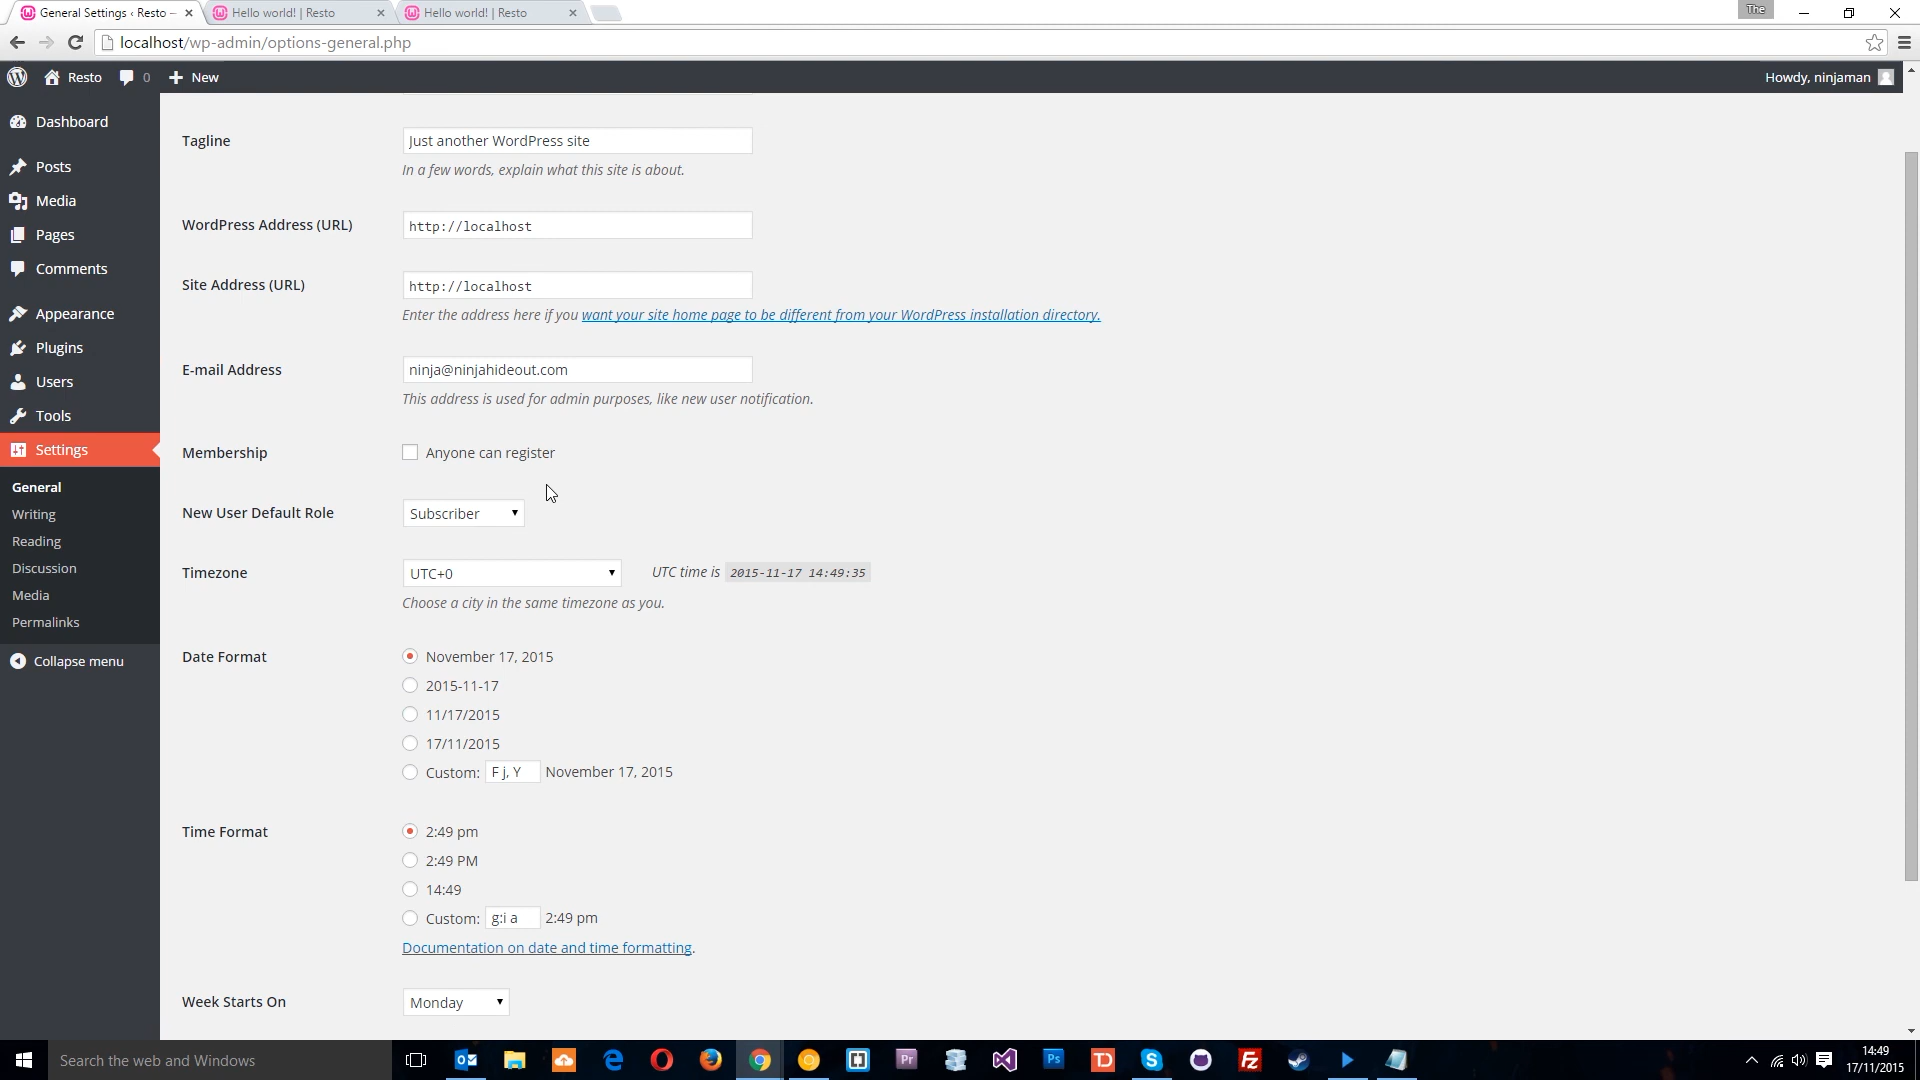 General Settings ‹ Resto —
Hello world! | Resto
Hello world! | Resto
The
localhost/wp-admin/options-general.php
Resto
0
New
Howdy, ninjaman
Dashboard
Posts
Media
Pages
Comments
Appearance
Plugins
Users
Tools
Settings
General
Writing
Reading
Discussion
Media
Permalinks
Collapse menu
Tagline
Just another WordPress site
In a few words, explain what this site is about.
WordPress Address (URL)
http://localhost
Site Address (URL)
http://localhost
Enter the address here if you want your site home page to be different from your WordPress installation directory.
E-mail Address
ninja@ninjahideout.com
This address is used for admin purposes, like new user notification.
Membership
Anyone can register
New User Default Role
Subscriber
Timezone
UTC+0
UTC time is 2015-11-17 14:49:35
Choose a city in the same timezone as you.
Date Format
November 17, 2015
2015-11-17
11/17/2015
17/11/2015
Custom: F j, Y November 17, 2015
Time Format
2:49 pm
2:49 PM
14:49
Custom: g:i a 2:49 pm
Documentation on date and time formatting.
Week Starts On
Monday
Search the web and Windows
Pr
Ps
TD
Fz
14:49
17/11/2015